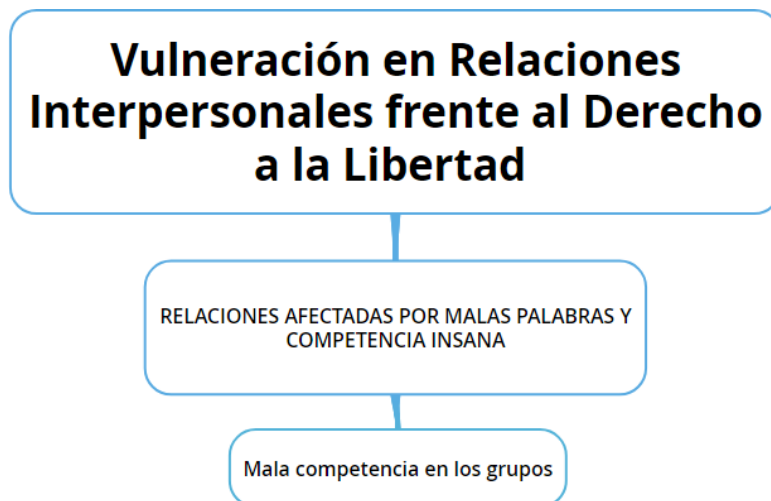 Vulneración en Relaciones
Interpersonales frente al Derecho
a la Libertad
RELACIONES AFECTADAS POR MALAS PALABRAS Y
COMPETENCIA INSANA
Mala competencia en los grupos